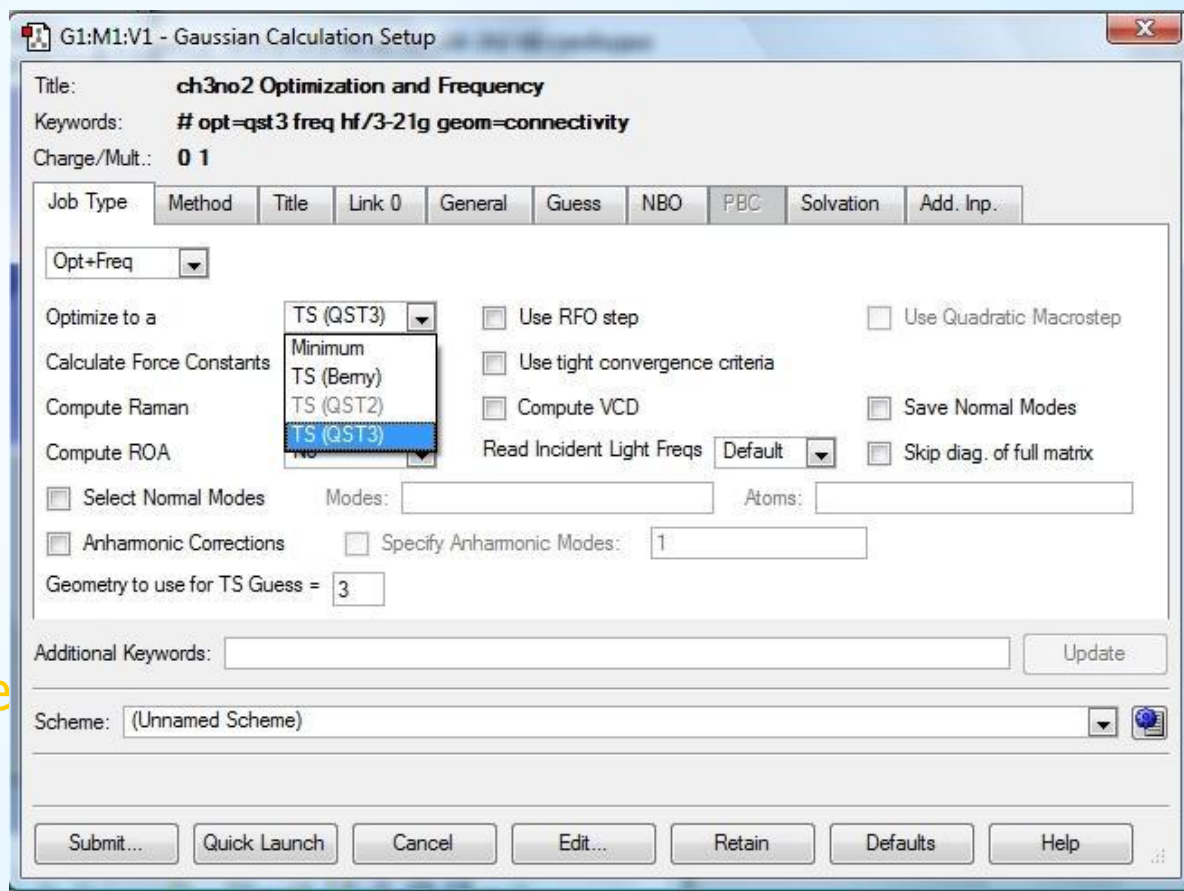 G1:M1:V1 - Gaussian Calculation Setup
Title: ch3no2 Optimization and Frequency
Keywords: # opt=qst3 freq hf/3-21g geom=connectivity
Charge/Mult.: 0 1
Job Type Method Title Link 0 General Guess NBO PBC Solvation Add. Inp.
Opt+Freq
Optimize to a TS (QST3) Use RFO step Use Quadratic Macrostep
Minimum
Calculate Force Constants Use tight convergence criteria
TS (Berny)
Compute Raman TS (QST2) Compute VCD Save Normal Modes
TS (QST3)
Compute ROA Read Incident Light Freqs Default Skip diag. of full matrix
Select Normal Modes Modes: Atoms:
Anharmonic Corrections Specify Anharmonic Modes: 1
Geometry to use for TS Guess = 3
Additional Keywords: Update
e
Scheme: (Unnamed Scheme)
Submit... Quick Launch Cancel Edit... Retain Defaults Help